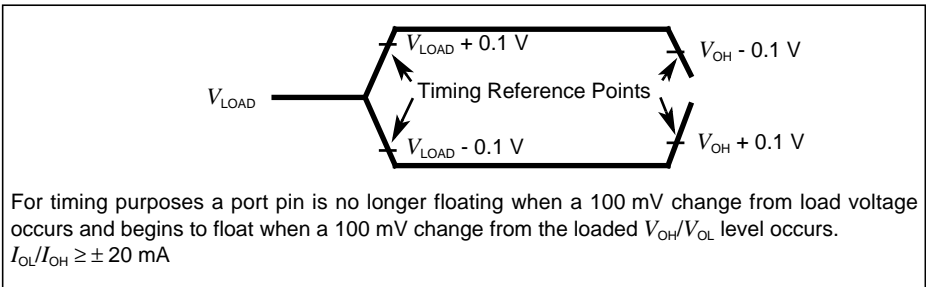 V_LOAD + 0.1 V
V_OH - 0.1 V
V_LOAD
Timing Reference Points
V_LOAD - 0.1 V
V_OH + 0.1 V
For timing purposes a port pin is no longer floating when a 100 mV change from load voltage
occurs and begins to float when a 100 mV change from the loaded V_OH/V_OL level occurs.
I_OL/I_OH ≥ ± 20 mA